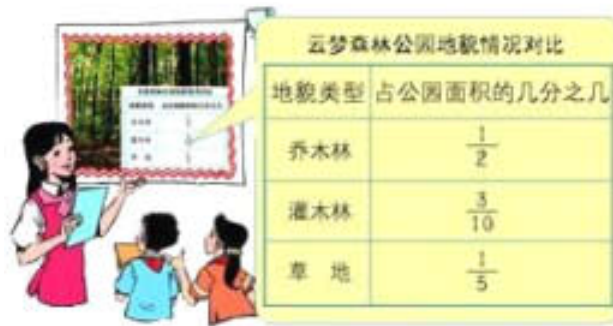 云梦森林公园地貌情况对比
地貌类型 占公园面积的几分之几
乔木林 1/2
灌木林 3/10
草 地 1/5